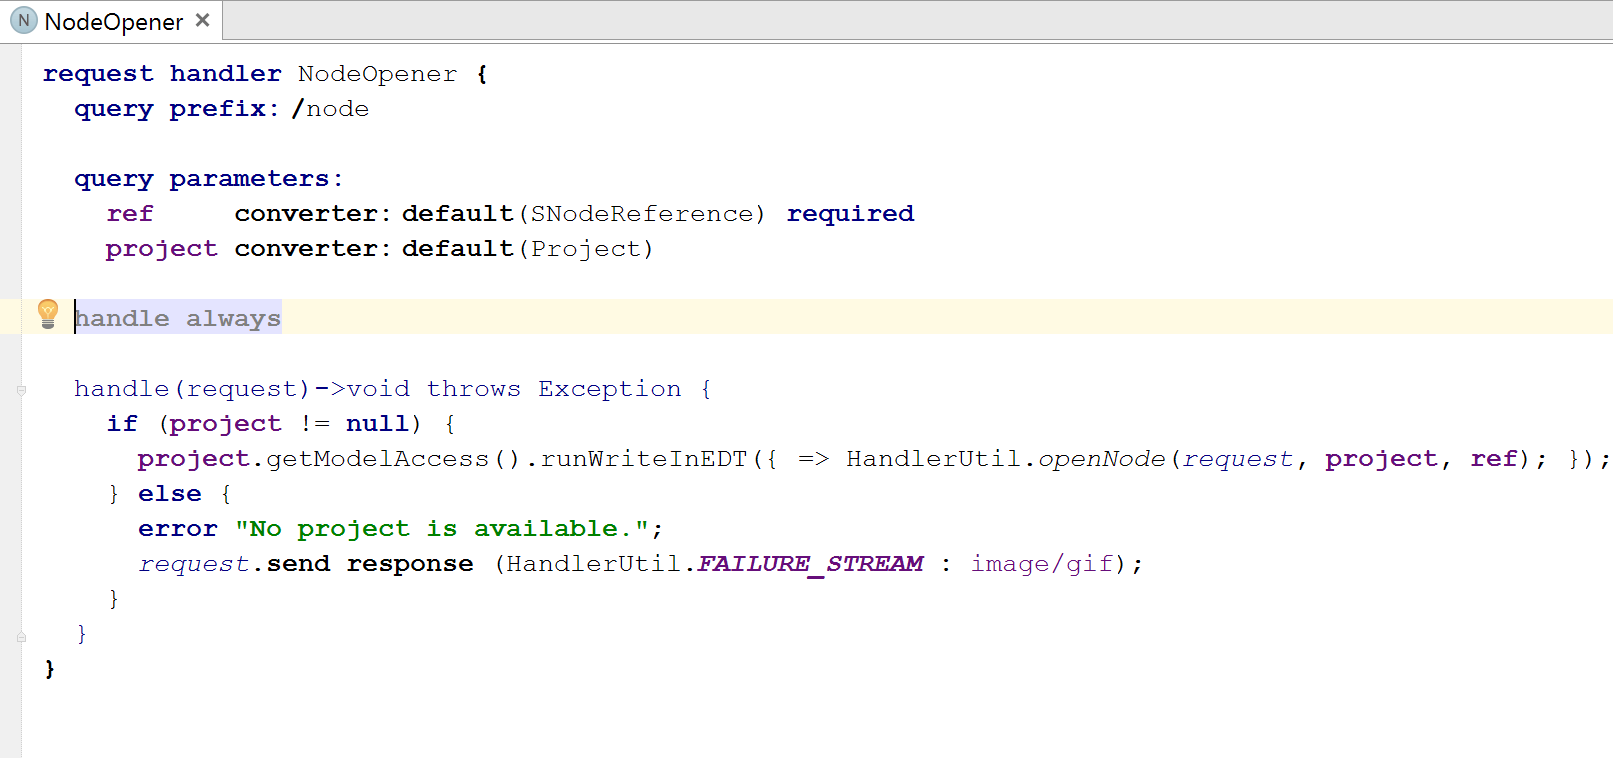 N NodeOpener
request handler NodeOpener {
query prefix: /node
query parameters:
ref converter: default(SNodeReference) required
project converter: default(Project)
handle always
handle(request)->void throws Exception {
if (project != null) {
project.getModelAccess().runWriteInEDT({ => HandlerUtil.openNode(request, project, ref); });
} else {
error "No project is available.";
request.send response (HandlerUtil.FAILURE_STREAM : image/gif);
}
}
}